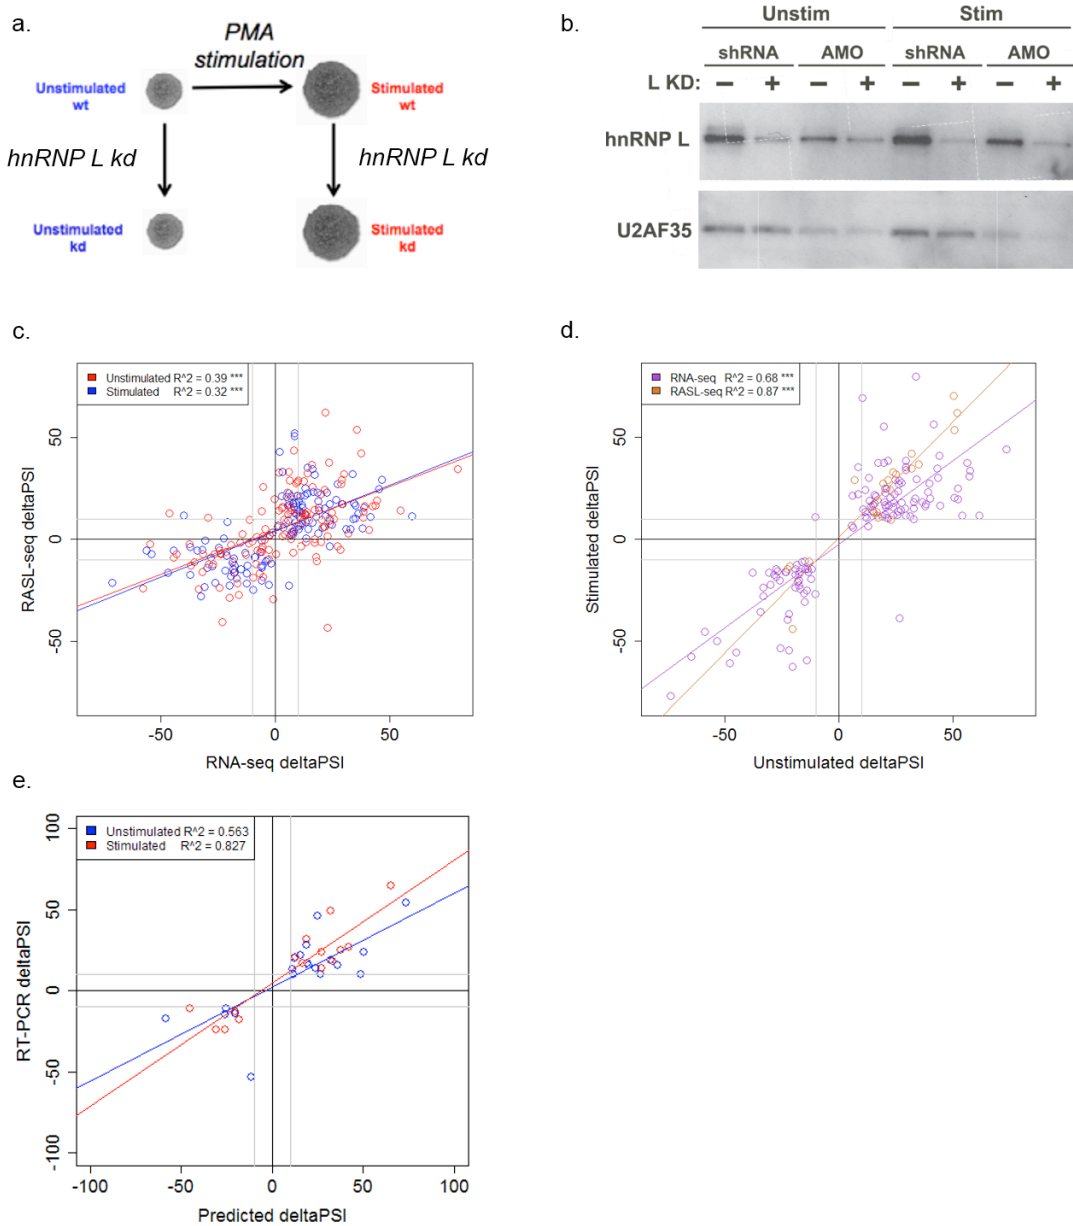 a.
PMA
stimulation
Unstimulated
wt
Stimulated
wt
hnRNP L kd
hnRNP L kd
Unstimulated
kd
Stimulated
kd
b.
Unstim Stim
shRNA AMO shRNA AMO
L KD: − + − + − + − +
hnRNP L
U2AF35
c.
Unstimulated R^2 = 0.39 ***
Stimulated R^2 = 0.32 ***
RASL-seq deltaPSI
50
0
-50
-50 0 50
RNA-seq deltaPSI
d.
RNA-seq R^2 = 0.68 ***
RASL-seq R^2 = 0.87 ***
Stimulated deltaPSI
50
0
-50
-50 0 50
Unstimulated deltaPSI
e.
Unstimulated R^2 = 0.563
Stimulated R^2 = 0.827
RT-PCR deltaPSI
100
50
0
-50
-100
-100 -50 0 50 100
Predicted deltaPSI